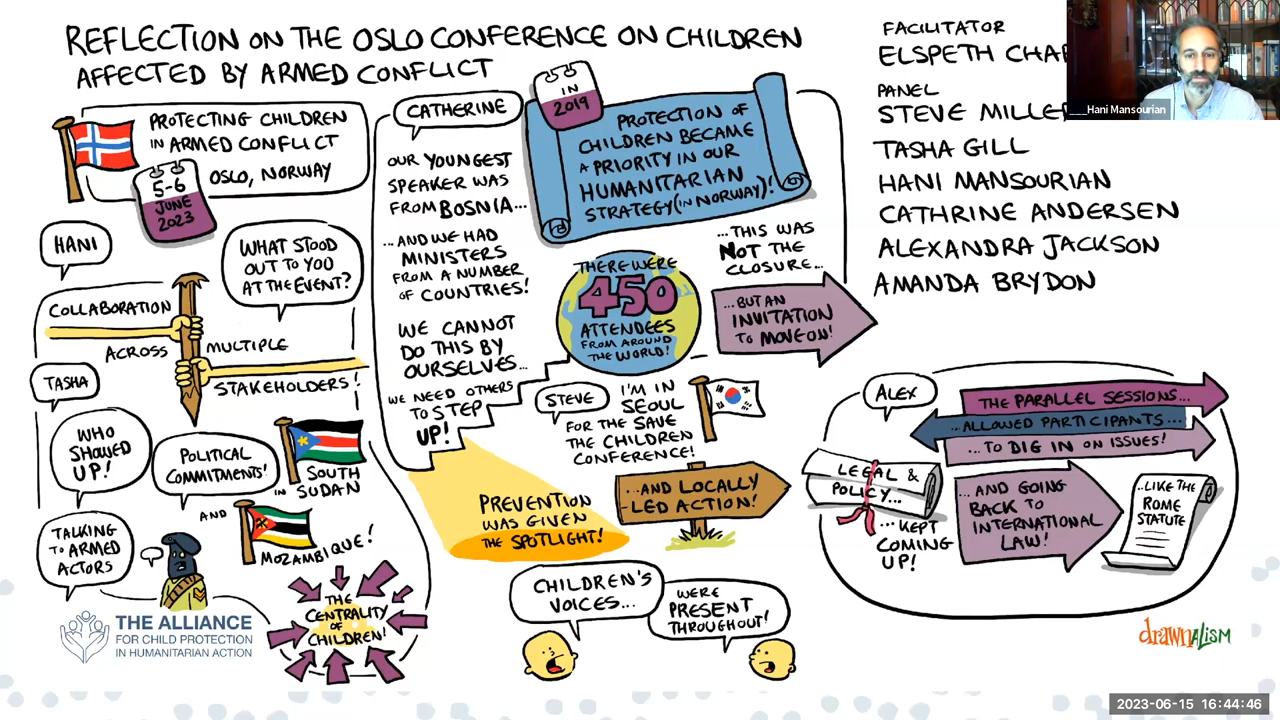 REFLECTION ON THE OSLO CONFERENCE ON CHILDREN
AFFECTED BY ARMED CONFLICT
PROTECTING CHILDREN
IN ARMED CONFLICT
OSLO, NORWAY
5-6
JUNE
2023
HANI
WHAT STOOD
OUT TO YOU
AT THE EVENT?
COLLABORATION
ACROSS
MULTIPLE
STAKEHOLDERS!
TASHA
WHO
SHOWED
UP!
POLITICAL
COMMITMENTS!
IN SOUTH
SUDAN
AND
MOZAMBIQUE!
TALKING
TO ARMED
ACTORS
THE
CENTRALITY
OF
CHILDREN!
THE ALLIANCE
FOR CHILD PROTECTION
IN HUMANITARIAN ACTION
CATHERINE
OUR YOUNGEST
SPEAKER WAS
FROM BOSNIA...
...AND WE HAD
MINISTERS
FROM A NUMBER
OF COUNTRIES!
WE CANNOT
DO THIS BY
OURSELVES...
WE NEED OTHERS
TO STEP
UP!
IN
2019
PROTECTION OF
CHILDREN BECAME
A PRIORITY IN OUR
HUMANITARIAN
STRATEGY (IN NORWAY)!
THERE WERE
450
ATTENDEES
FROM AROUND
THE WORLD!
...THIS WAS
NOT THE
CLOSURE...
...BUT AN
INVITATION
TO MOVE ON!
STEVE
I'M IN
SEOUL
FOR THE SAVE
THE CHILDREN
CONFERENCE!
...AND LOCALLY
-LED ACTION!
PREVENTION
WAS GIVEN
THE SPOTLIGHT!
CHILDREN'S
VOICES...
WERE
PRESENT
THROUGHOUT!
FACILITATOR
ELSPETH
PANEL
STEVE MILLER
TASHA GILL
HANI MANSOURIAN
CATHRINE ANDERSEN
ALEXANDRA JACKSON
AMANDA BRYDON
Hani Mansourian
ALEX
THE PARALLEL SESSIONS...
...ALLOWED PARTICIPANTS...
...TO DIG IN ON ISSUES!
LEGAL &
POLICY...
...KEPT
COMING
UP!
...AND GOING
BACK TO
INTERNATIONAL
LAW!
...LIKE THE
ROME
STATUTE
drawnALISM
2023-06-15 16:44:46